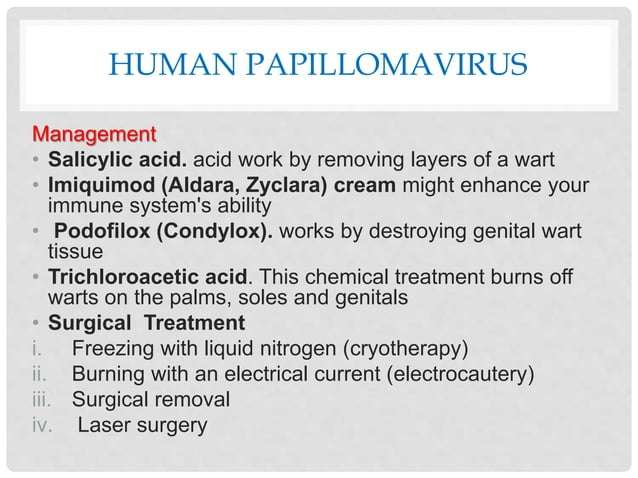 HUMAN PAPILLOMAVIRUS
Management
• Salicylic acid. acid work by removing layers of a wart
• Imiquimod (Aldara, Zyclara) cream might enhance your
immune system's ability
• Podofilox (Condylox). works by destroying genital wart
tissue
• Trichloroacetic acid. This chemical treatment burns off
warts on the palms, soles and genitals
• Surgical Treatment
i. Freezing with liquid nitrogen (cryotherapy)
ii. Burning with an electrical current (electrocautery)
iii. Surgical removal
iv. Laser surgery